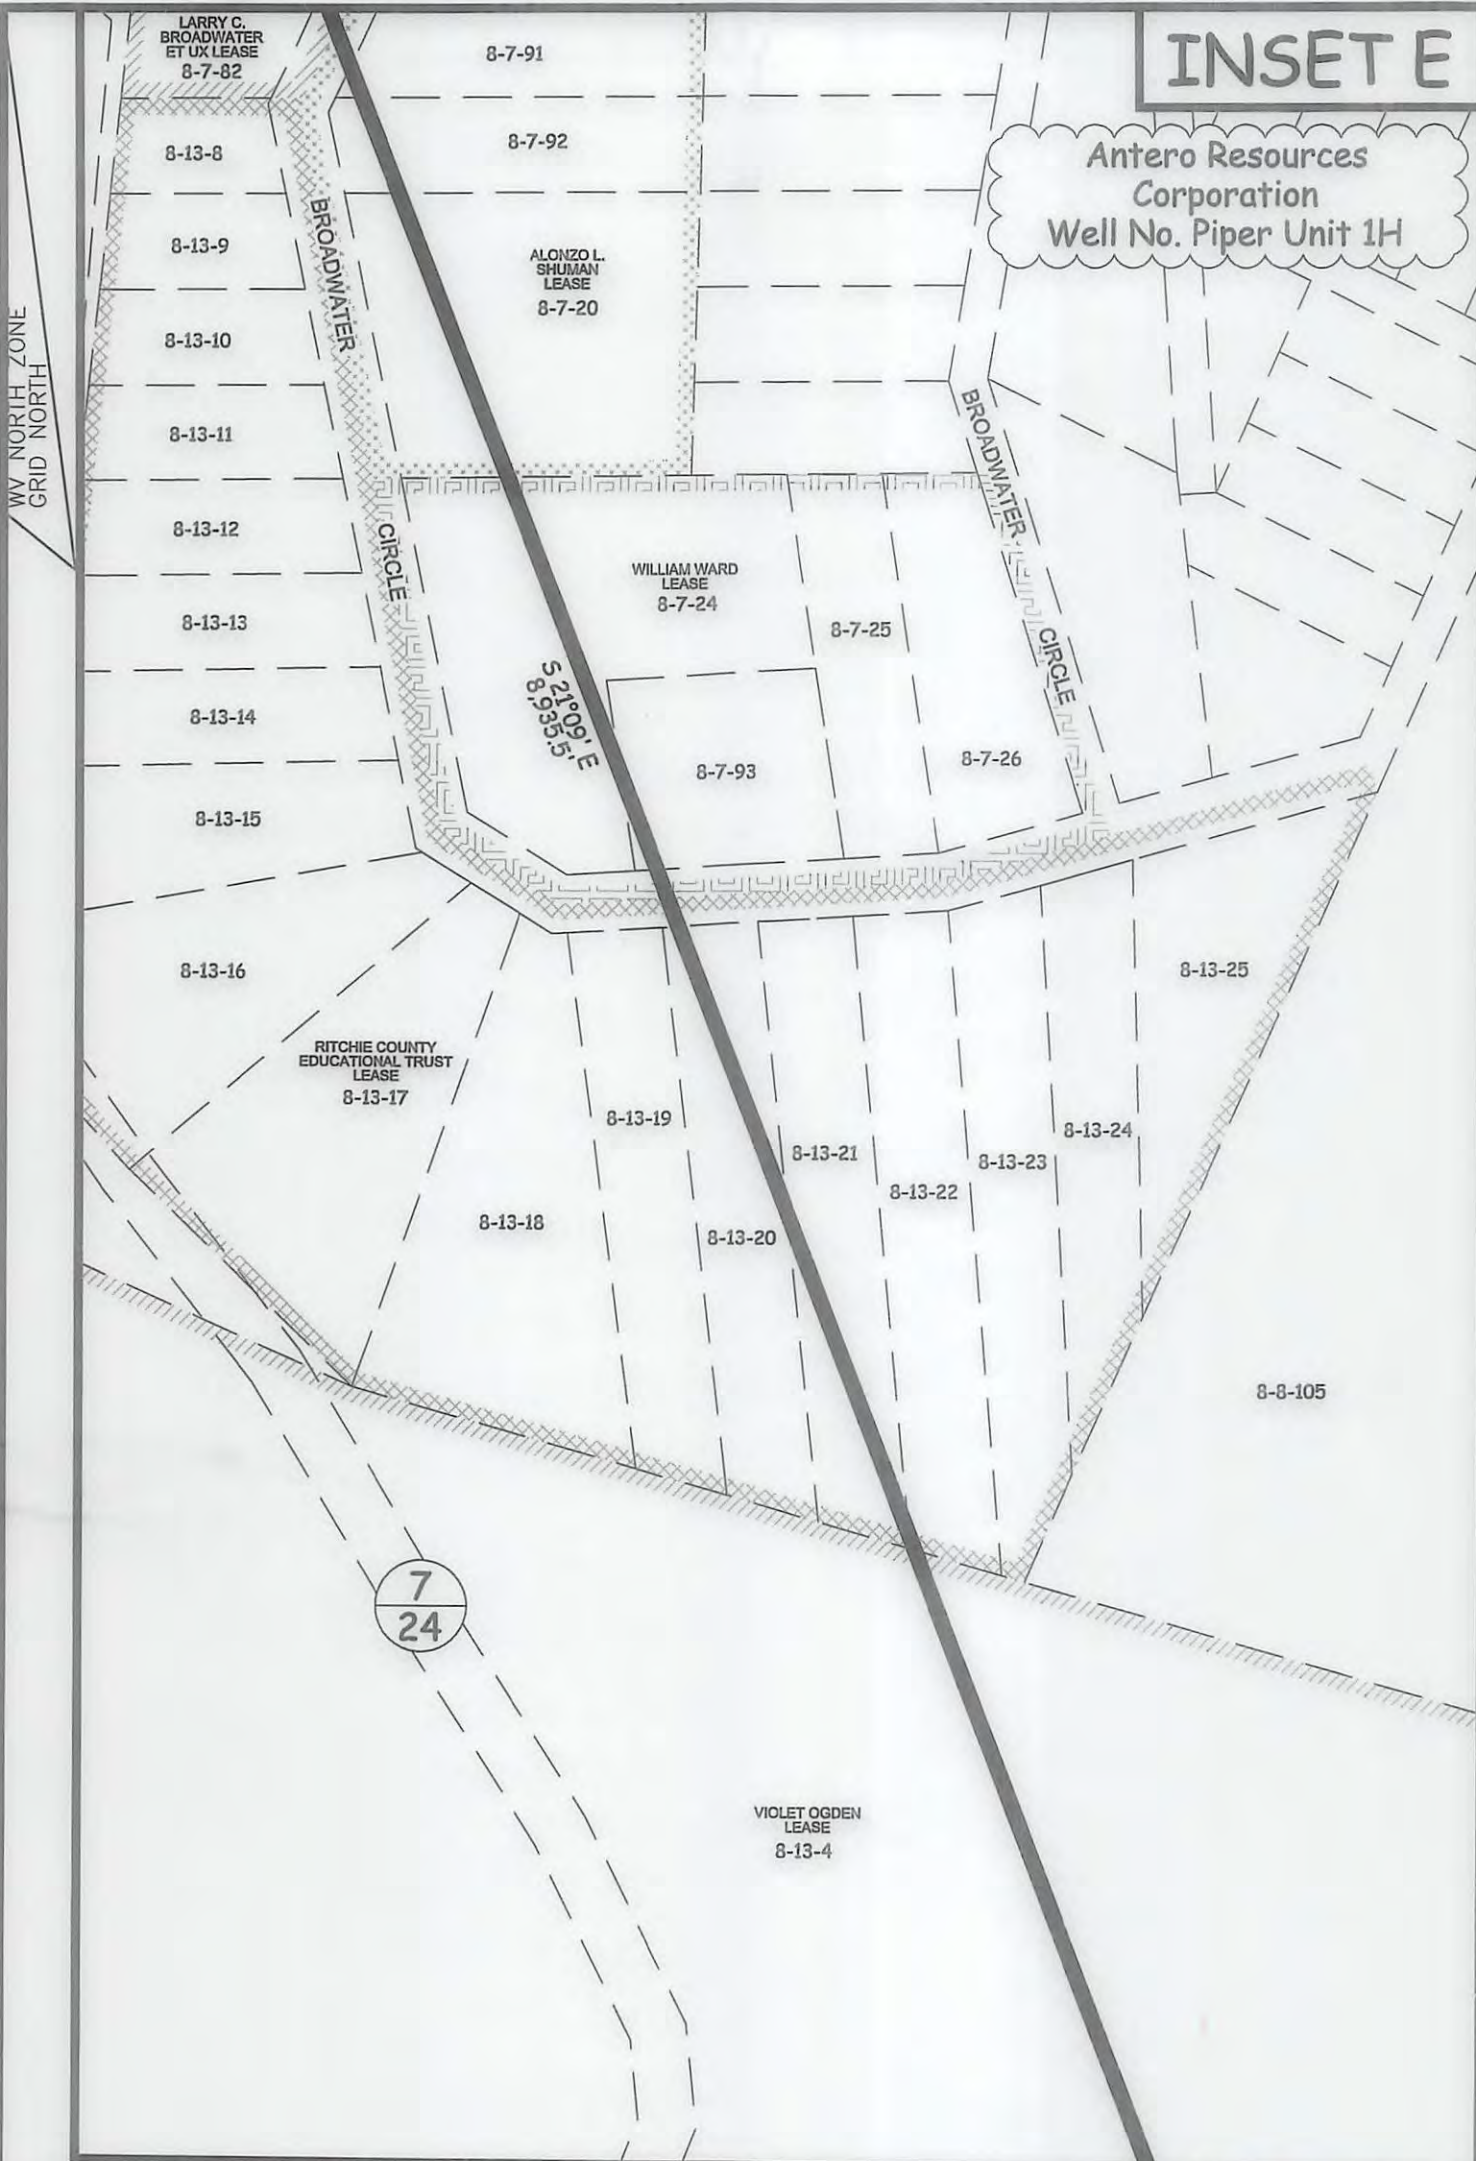 INSET E
Antero Resources
Corporation
Well No. Piper Unit 1H
WV NORTH ZONE
GRID NORTH
LARRY C.
BROADWATER
ET UX LEASE
8-7-82
8-7-91
8-7-92
8-13-8
8-13-9
8-13-10
8-13-11
8-13-12
8-13-13
8-13-14
8-13-15
8-13-16
BROADWATER
CIRCLE
ALONZO L.
SHUMAN
LEASE
8-7-20
BROADWATER
CIRCLE
WILLIAM WARD
LEASE
8-7-24
8-7-25
8-7-93
8-7-26
S 21°09' E
8,935.5'
RITCHIE COUNTY
EDUCATIONAL TRUST
LEASE
8-13-17
8-13-18
8-13-19
8-13-20
8-13-21
8-13-22
8-13-23
8-13-24
8-13-25
8-8-105
7
24
VIOLET OGDEN
LEASE
8-13-4